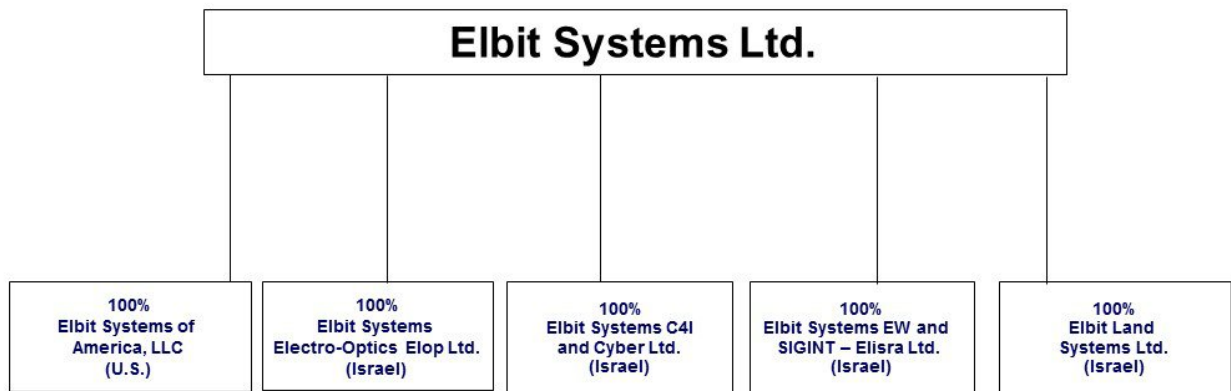 Elbit Systems Ltd.
100%
Elbit Systems of
America, LLC
(U.S.)
100%
Elbit Systems
Electro-Optics Elop Ltd.
(Israel)
100%
Elbit Systems C4I
and Cyber Ltd.
(Israel)
100%
Elbit Systems EW and
SIGINT – Elisra Ltd.
(Israel)
100%
Elbit Land
Systems Ltd.
(Israel)